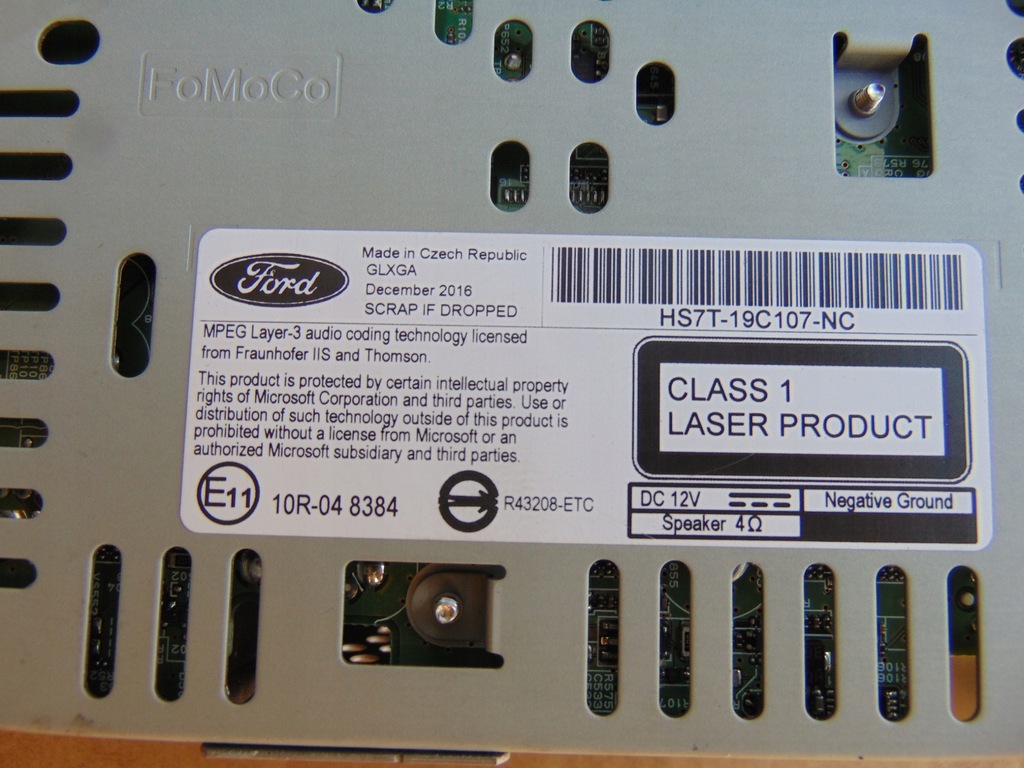 FoMoCo
Ford
Made in Czech Republic
GLXGA
December 2016
SCRAP IF DROPPED
HS7T-19C107-NC
MPEG Layer-3 audio coding technology licensed
from Fraunhofer IIS and Thomson.
This product is protected by certain intellectual property
rights of Microsoft Corporation and third parties. Use or
distribution of such technology outside of this product is
prohibited without a license from Microsoft or an
authorized Microsoft subsidiary and third parties.
CLASS 1
LASER PRODUCT
E11
10R-04 8384
R43208-ETC
DC 12V
Negative Ground
Speaker 4Ω
R575
C533
R106